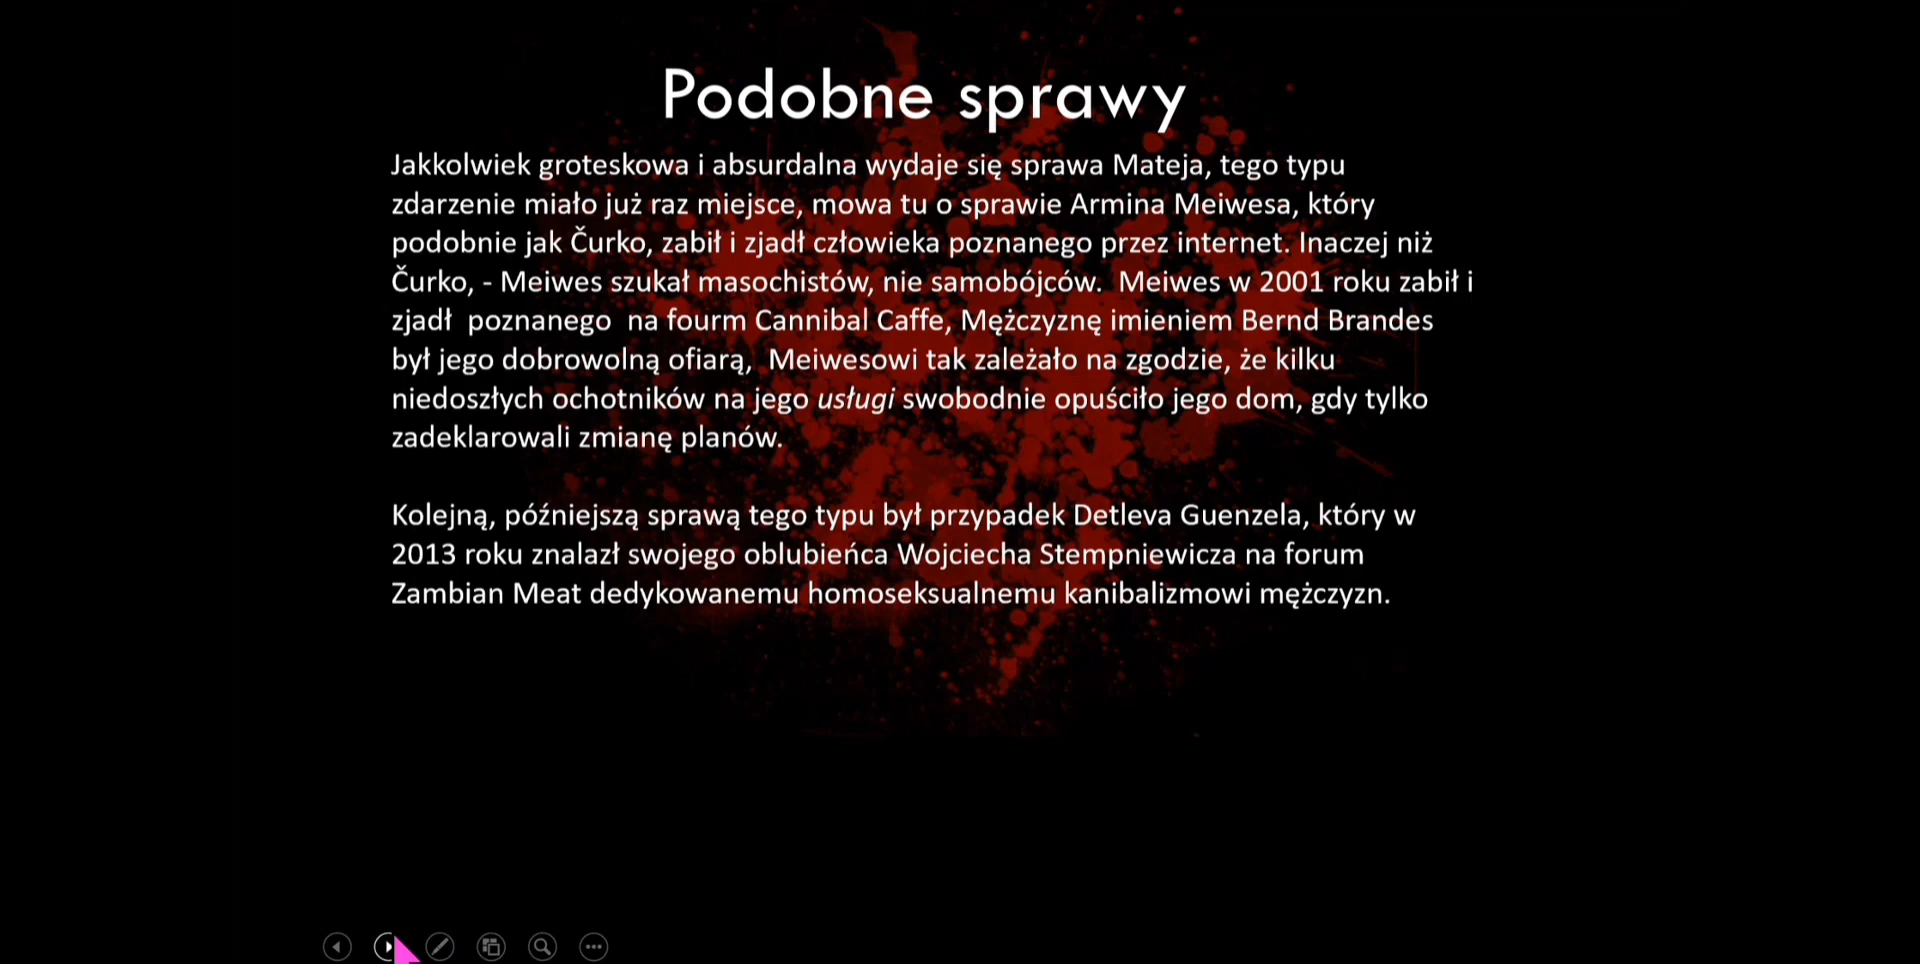 Podobne sprawy
Jakkolwiek groteskowa i absurdalna wydaje się sprawa Mateja, tego typu
zdarzenie miało już raz miejsce, mowa tu o sprawie Armina Meiwesa, który
podobnie jak Čurko, zabił i zjadł człowieka poznanego przez internet. Inaczej niż
Čurko, - Meiwes szukał masochistów, nie samobójców.  Meiwes w 2001 roku zabił i
zjadł  poznanego  na fourm Cannibal Caffe, Mężczyznę imieniem Bernd Brandes
był jego dobrowolną ofiarą,  Meiwesowi tak zależało na zgodzie, że kilku
niedoszłych ochotników na jego usługi swobodnie opuściło jego dom, gdy tylko
zadeklarowali zmianę planów.
Kolejną, późniejszą sprawą tego typu był przypadek Detleva Guenzela, który w
2013 roku znalazł swojego oblubieńca Wojciecha Stempniewicza na forum
Zambian Meat dedykowanemu homoseksualnemu kanibalizmowi mężczyzn.